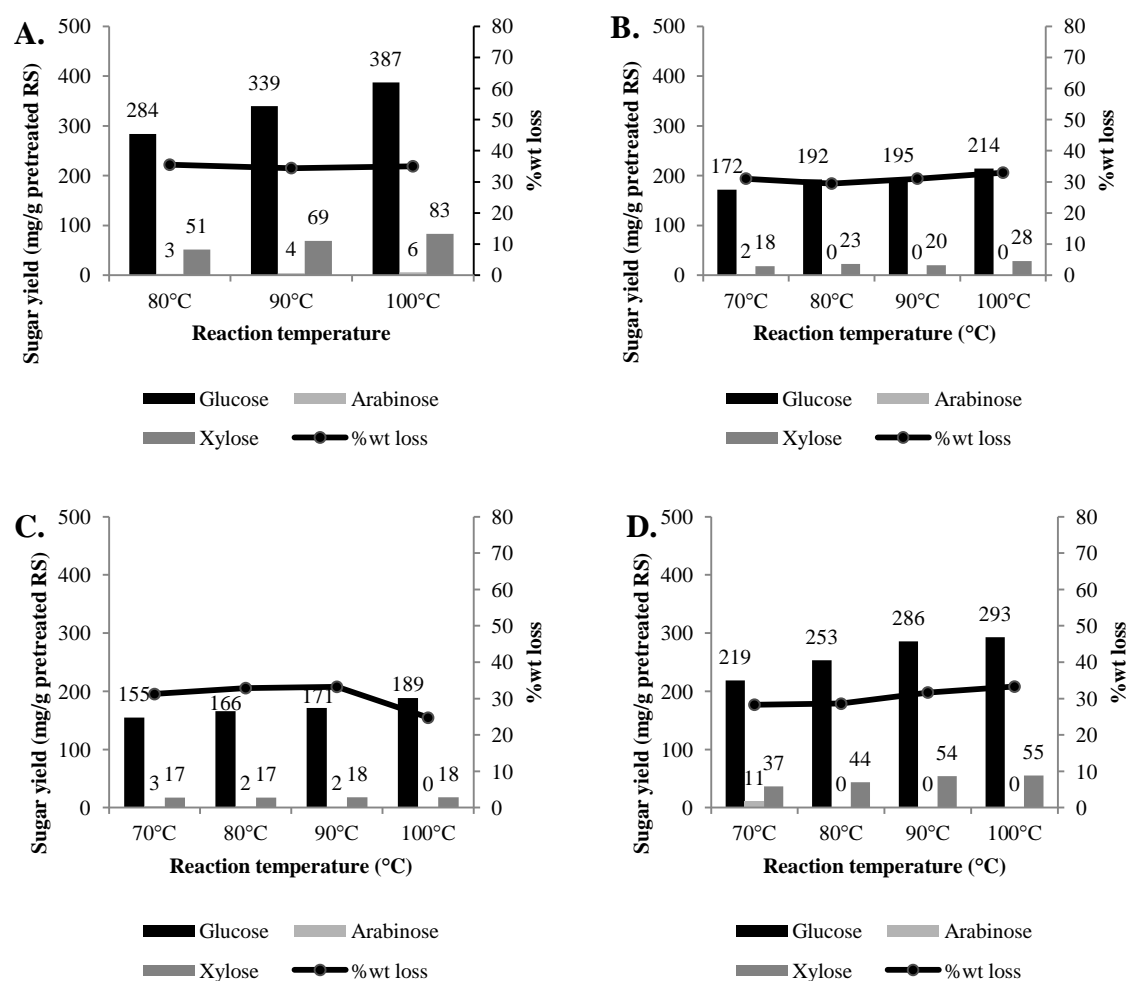 A.
Sugar yield (mg/g pretreated RS)
500
400
300
200
100
0
284
339
387
3
51
4
69
6
83
80
70
60
50
40
30
20
10
0
%wt loss
80°C
90°C
100°C
Reaction temperature
Glucose
Arabinose
Xylose
%wt loss
B.
Sugar yield (mg/g pretreated RS)
500
400
300
200
100
0
172
192
195
214
2
18
0
23
0
20
0
28
80
70
60
50
40
30
20
10
0
%wt loss
70°C
80°C
90°C
100°C
Reaction temperature (°C)
Glucose
Arabinose
Xylose
%wt loss
C.
Sugar yield (mg/g pretreated RS)
500
400
300
200
100
0
155
166
171
189
3
17
2
17
2
18
0
18
80
70
60
50
40
30
20
10
0
%wt loss
70°C
80°C
90°C
100°C
Reaction temperature (°C)
Glucose
Arabinose
Xylose
%wt loss
D.
Sugar yield (mg/g pretreated RS)
500
400
300
200
100
0
219
253
286
293
11
37
0
44
0
54
0
55
80
70
60
50
40
30
20
10
0
%wt loss
70°C
80°C
90°C
100°C
Reaction temperature (°C)
Glucose
Arabinose
Xylose
%wt loss